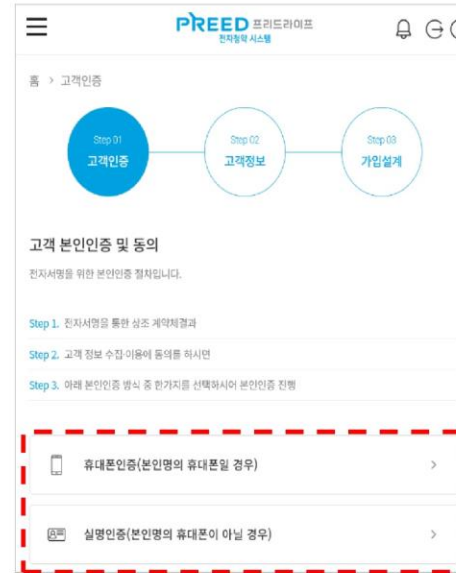 PREED 프리드라이프
전자청약 시스템
홈 > 고객인증
Step 01
고객인증
Step 02
고객정보
Step 03
가입설계
고객 본인인증 및 동의
전자서명을 위한 본인인증 절차입니다.
Step 1. 전자서명을 통한 상조 계약체결과
Step 2. 고객 정보 수집·이용에 동의를 하시면
Step 3. 아래 본인인증 방식 중 한가지를 선택하시어 본인인증 진행
휴대폰인증(본인명의 휴대폰일 경우)
실명인증(본인명의 휴대폰이 아닐 경우)